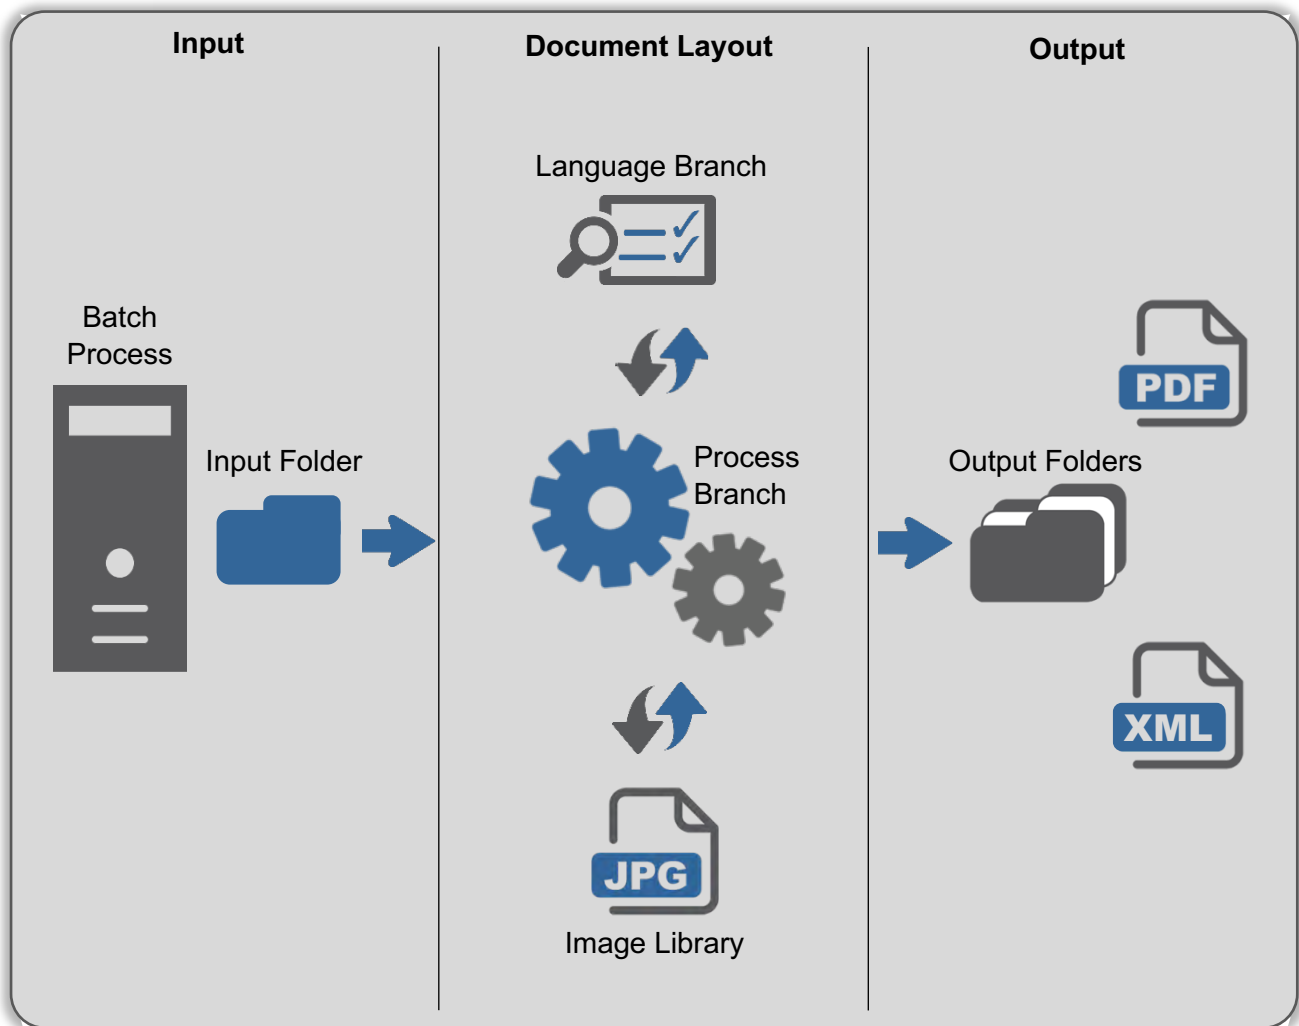 Input
Document Layout
Output
Batch
Process
Input Folder
Language Branch
Process
Branch
JPG
Image Library
PDF
Output Folders
XML